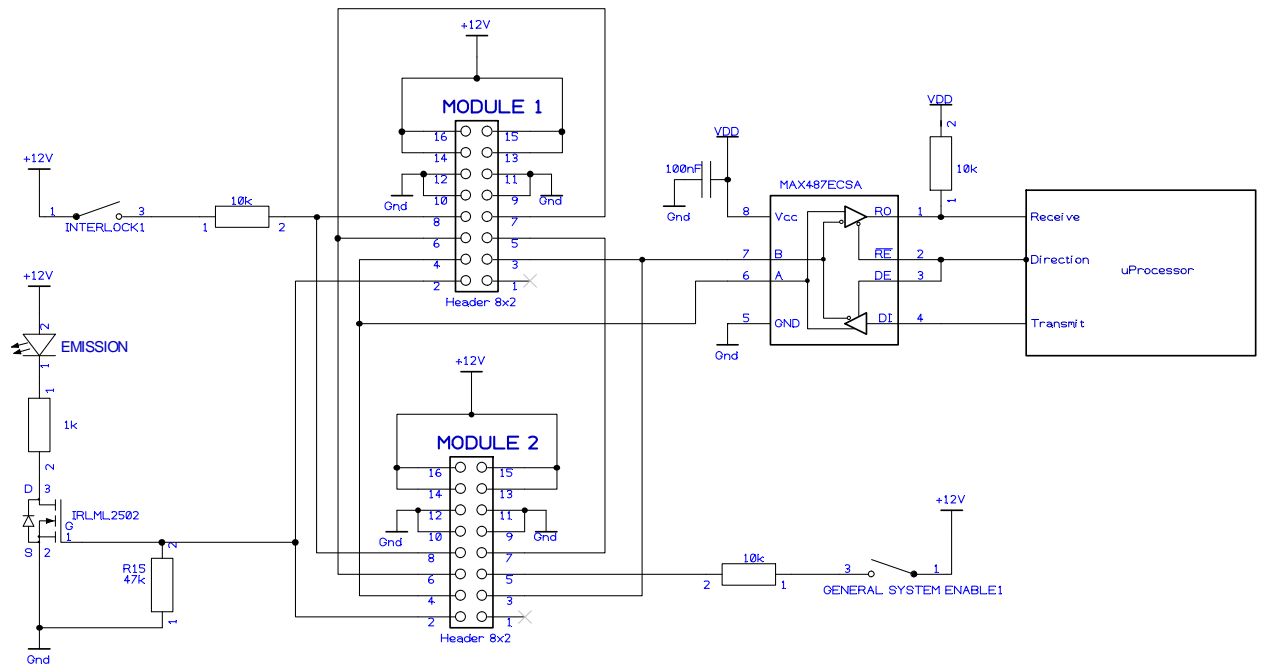 +12V
MODULE 1
16 15
14 13
12 11
Gnd Gnd
10 9
8 7
6 5
4 3
2 1
Header 8x2
+12V
1 3
INTERLOCK1
10k
1 2
+12V
2
EMISSION
1
1
1k
2
D 3
IRLML2502
G
1
S 2
2
R15
47k
1
Gnd
+12V
MODULE 2
16 15
14 13
12 11
Gnd Gnd
10 9
8 7
6 5
4 3
2 1
Header 8x2
VDD
100nF
Gnd
MAX487ECSA
8 Vcc RO 1
7 B RE 2
6 A DE 3
5 GND DI 4
Gnd
VDD
2
10k
1
Receive
Direction
uProcessor
Transmit
10k
2 1
+12V
3 1
GENERAL SYSTEM ENABLE1